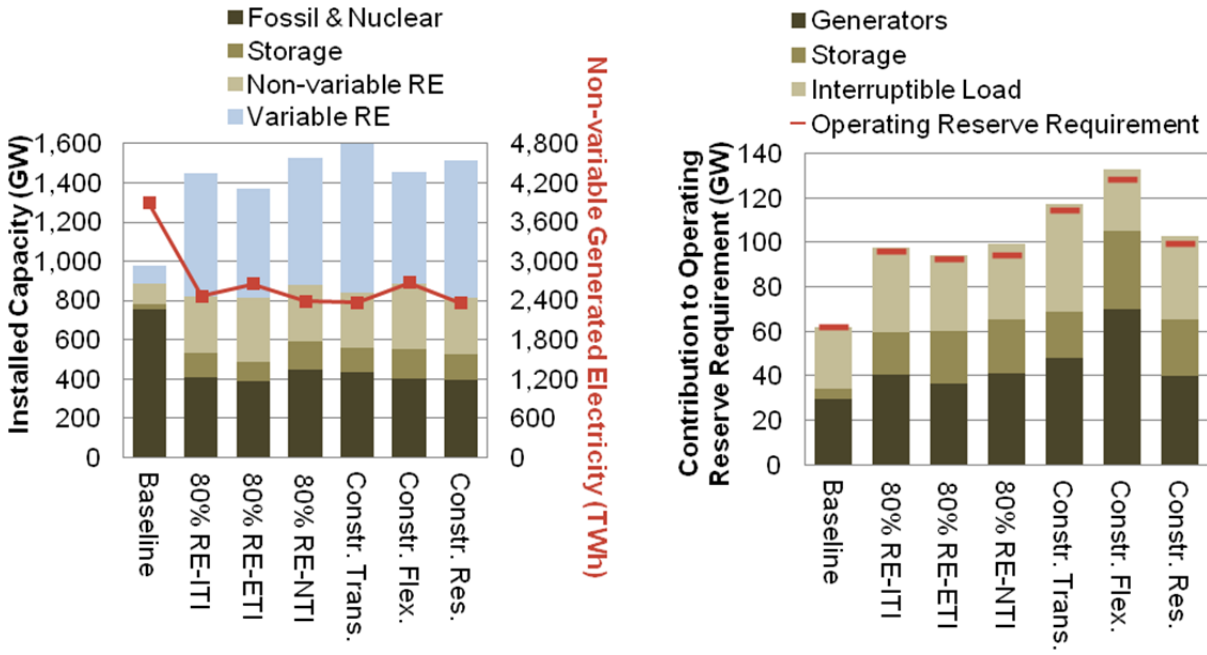 Fossil & Nuclear
Storage
Non-variable RE
Variable RE
Installed Capacity (GW)
1,600
1,400
1,200
1,000
800
600
400
200
0
4,800
4,200
3,600
3,000
2,400
1,800
1,200
600
0
Non-variable Generated Electricity (TWh)
Baseline
80% RE-ITI
80% RE-ETI
80% RE-NTI
Constr. Trans.
Constr. Flex.
Constr. Res.
Generators
Storage
Interruptible Load
Operating Reserve Requirement
Contribution to Operating
Reserve Requirement (GW)
140
120
100
80
60
40
20
0
Baseline
80% RE-ITI
80% RE-ETI
80% RE-NTI
Constr. Trans.
Constr. Flex.
Constr. Res.